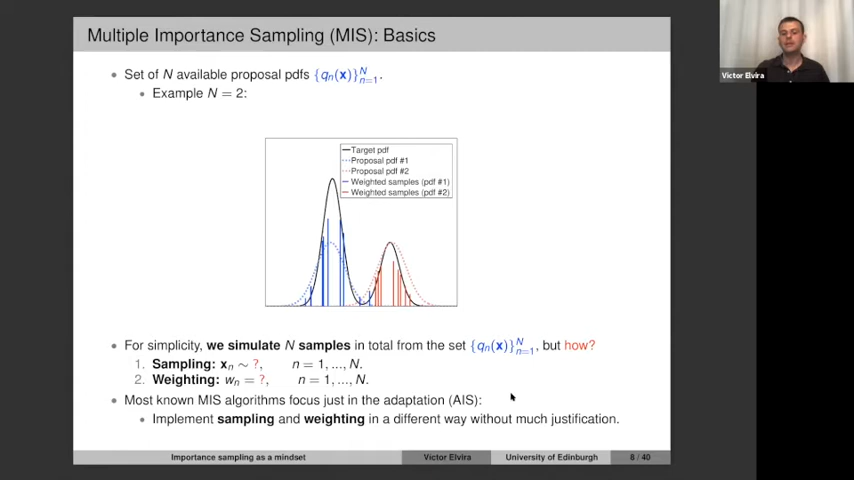 Multiple Importance Sampling (MIS): Basics
Victor Elvira
• Set of N available proposal pdfs {qₙ(x)}ᴺₙ₌₁.
• Example N = 2:
Target pdf
Proposal pdf #1
Proposal pdf #2
Weighted samples (pdf #1)
Weighted samples (pdf #2)
• For simplicity, we simulate N samples in total from the set {qₙ(x)}ᴺₙ₌₁, but how?
1. Sampling: xₙ ∼ ?, n = 1, ..., N.
2. Weighting: wₙ = ?, n = 1, ..., N.
• Most known MIS algorithms focus just in the adaptation (AIS):
• Implement sampling and weighting in a different way without much justification.
Importance sampling as a mindset Víctor Elvira University of Edinburgh 8 / 40